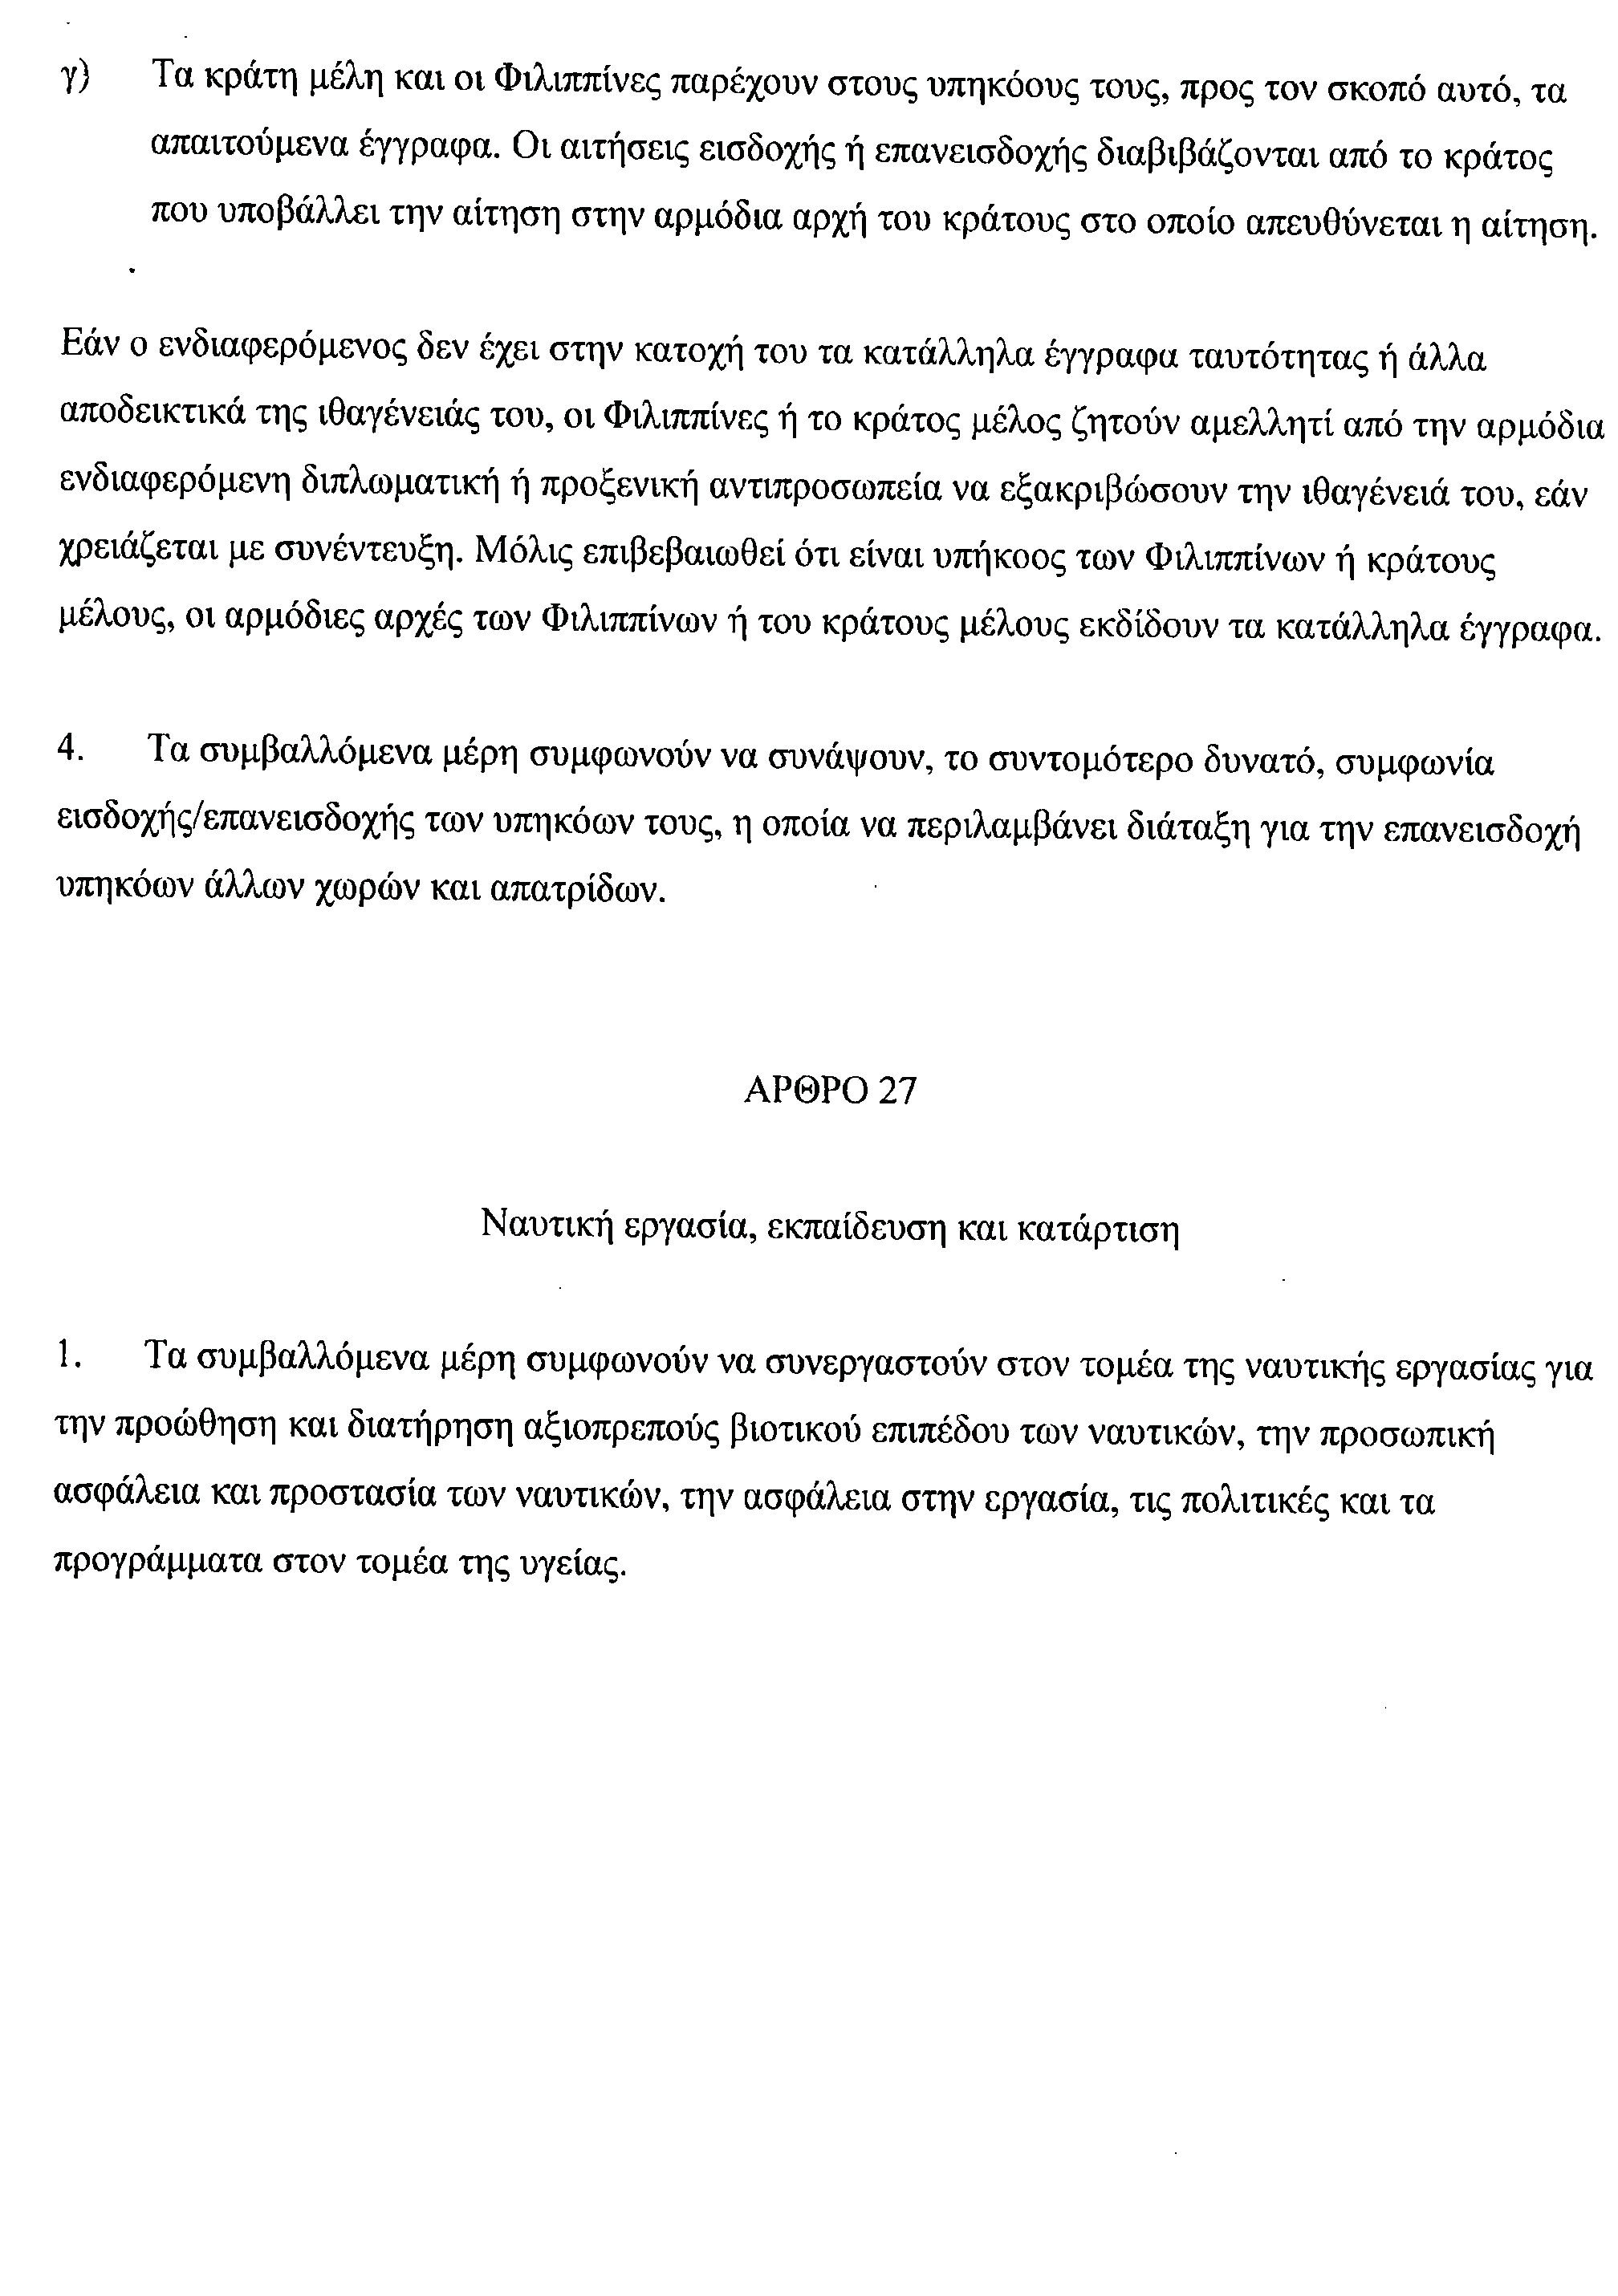 γ) Τα κράτη μέλη και οι Φιλιππίνες παρέχουν στους υπηκόους τους, προς τον σκοπό αυτό, τα
απαιτούμενα έγγραφα. Οι αιτήσεις εισδοχής ή επανεισδοχής διαβιβάζονται από το κράτος
που υποβάλλει την αίτηση στην αρμόδια αρχή του κράτους στο οποίο απευθύνεται η αίτηση.
Εάν ο ενδιαφερόμενος δεν έχει στην κατοχή του τα κατάλληλα έγγραφα ταυτότητας ή άλλα
αποδεικτικά της ιθαγένειάς του, οι Φιλιππίνες ή το κράτος μέλος ζητούν αμελλητί από την αρμόδια
ενδιαφερόμενη διπλωματική ή προξενική αντιπροσωπεία να εξακριβώσουν την ιθαγένειά του, εάν
χρειάζεται με συνέντευξη. Μόλις επιβεβαιωθεί ότι είναι υπήκοος των Φιλιππίνων ή κράτους
μέλους, οι αρμόδιες αρχές των Φιλιππίνων ή του κράτους μέλους εκδίδουν τα κατάλληλα έγγραφα.
4. Τα συμβαλλόμενα μέρη συμφωνούν να συνάψουν, το συντομότερο δυνατό, συμφωνία
εισδοχής/επανεισδοχής των υπηκόων τους, η οποία να περιλαμβάνει διάταξη για την επανεισδοχή
υπηκόων άλλων χωρών και απατρίδων.
ΑΡΘΡΟ 27
Ναυτική εργασία, εκπαίδευση και κατάρτιση
1. Τα συμβαλλόμενα μέρη συμφωνούν να συνεργαστούν στον τομέα της ναυτικής εργασίας για
την προώθηση και διατήρηση αξιοπρεπούς βιοτικού επιπέδου των ναυτικών, την προσωπική
ασφάλεια και προστασία των ναυτικών, την ασφάλεια στην εργασία, τις πολιτικές και τα
προγράμματα στον τομέα της υγείας.